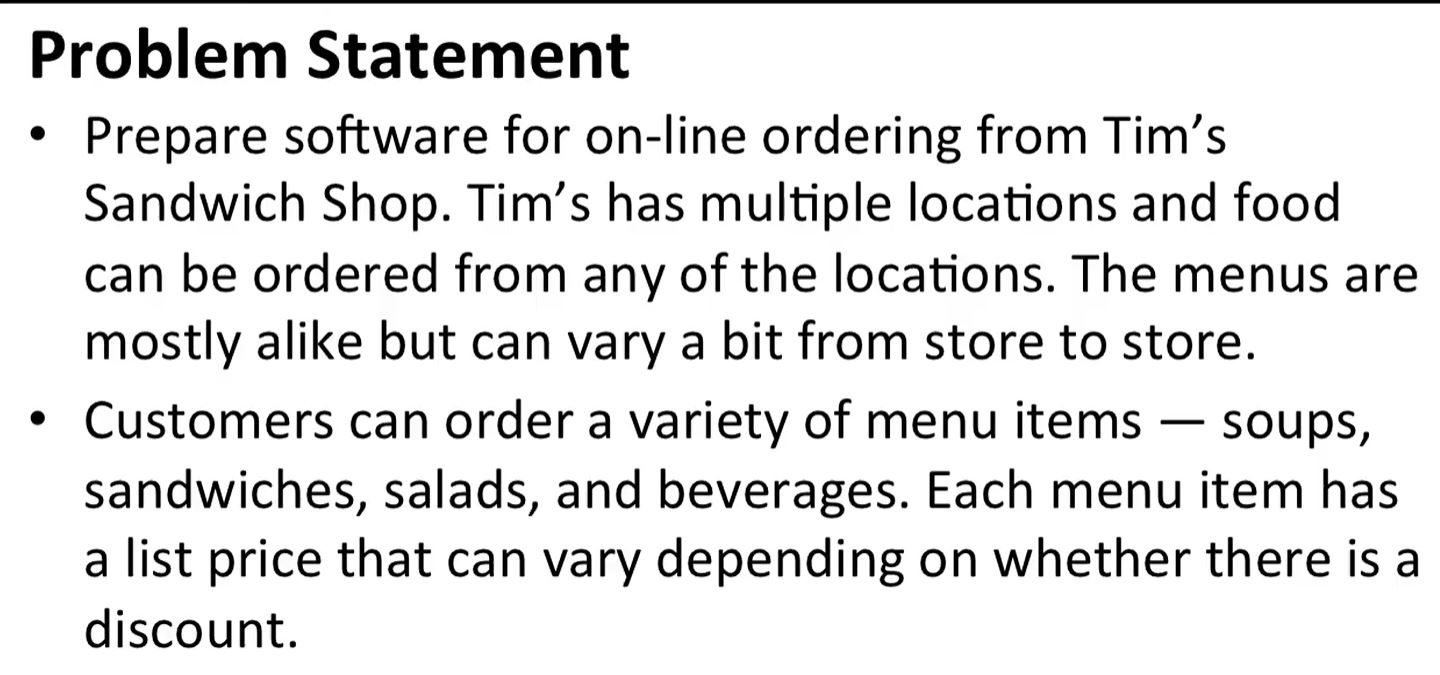 Problem Statement
• Prepare software for on-line ordering from Tim’s
Sandwich Shop. Tim’s has multiple locations and food
can be ordered from any of the locations. The menus are
mostly alike but can vary a bit from store to store.
• Customers can order a variety of menu items — soups,
sandwiches, salads, and beverages. Each menu item has
a list price that can vary depending on whether there is a
discount.